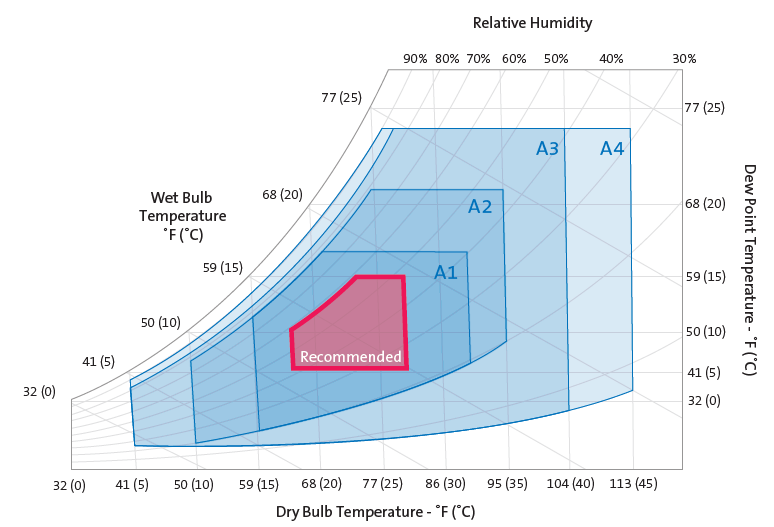 Relative Humidity
90% 80% 70% 60% 50% 40% 30%
77 (25)
77 (25)
A3
A4
Wet Bulb
Temperature
˚F (˚C)
68 (20)
A2
68 (20)
Dew Point Temperature - ˚F (˚C)
59 (15)
A1
59 (15)
50 (10)
50 (10)
Recommended
41 (5)
41 (5)
32 (0)
32 (0)
32 (0) 41 (5) 50 (10) 59 (15) 68 (20) 77 (25) 86 (30) 95 (35) 104 (40) 113 (45)
Dry Bulb Temperature - ˚F (˚C)